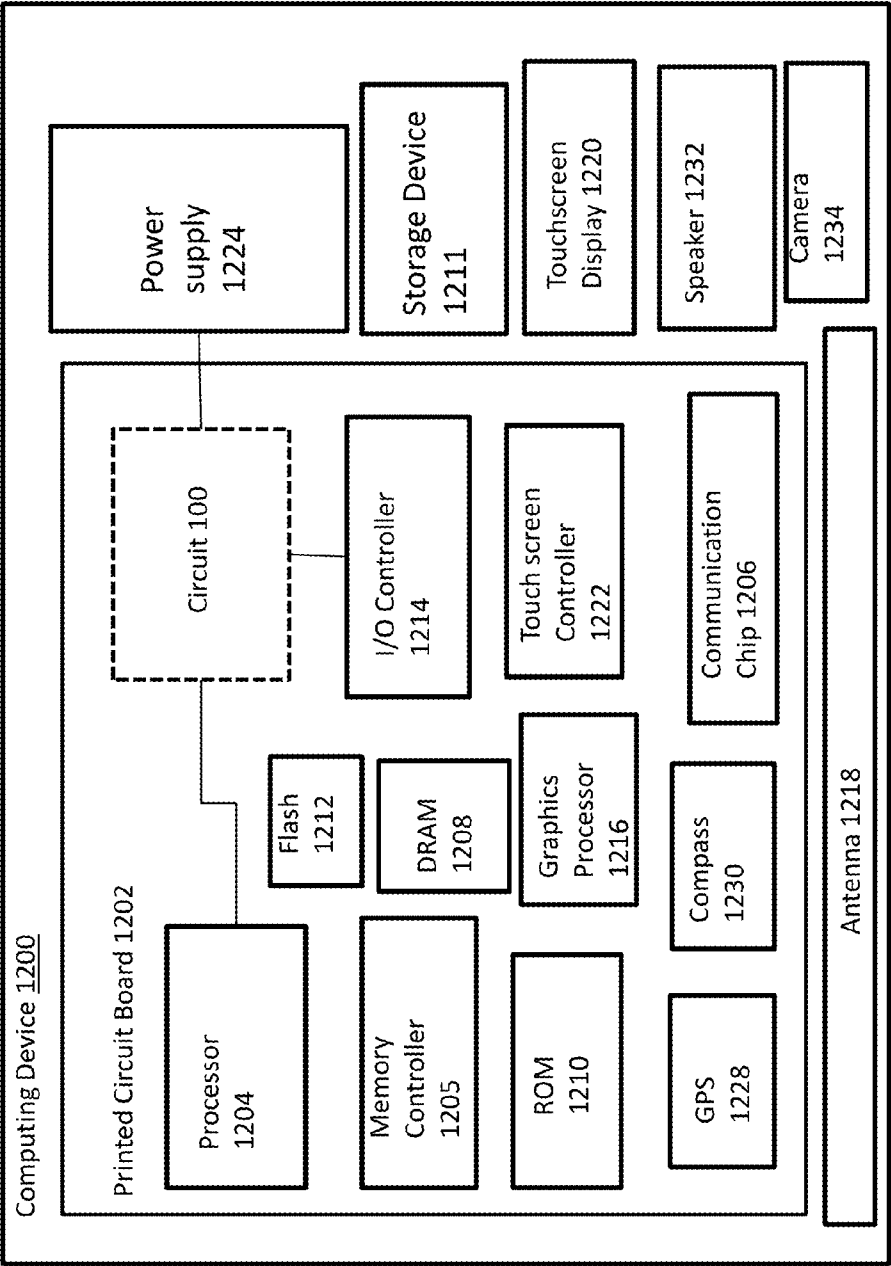 Computing Device 1200
Printed Circuit Board 1202
Processor
1204
Circuit 100
Power
supply
1224
Flash
1212
Memory
Controller
1205
DRAM
1208
I/O Controller
1214
Storage Device
1211
ROM
1210
Graphics
Processor
1216
Touch screen
Controller
1222
Touchscreen
Display 1220
GPS
1228
Compass
1230
Communication
Chip 1206
Speaker 1232
Camera
1234
Antenna 1218